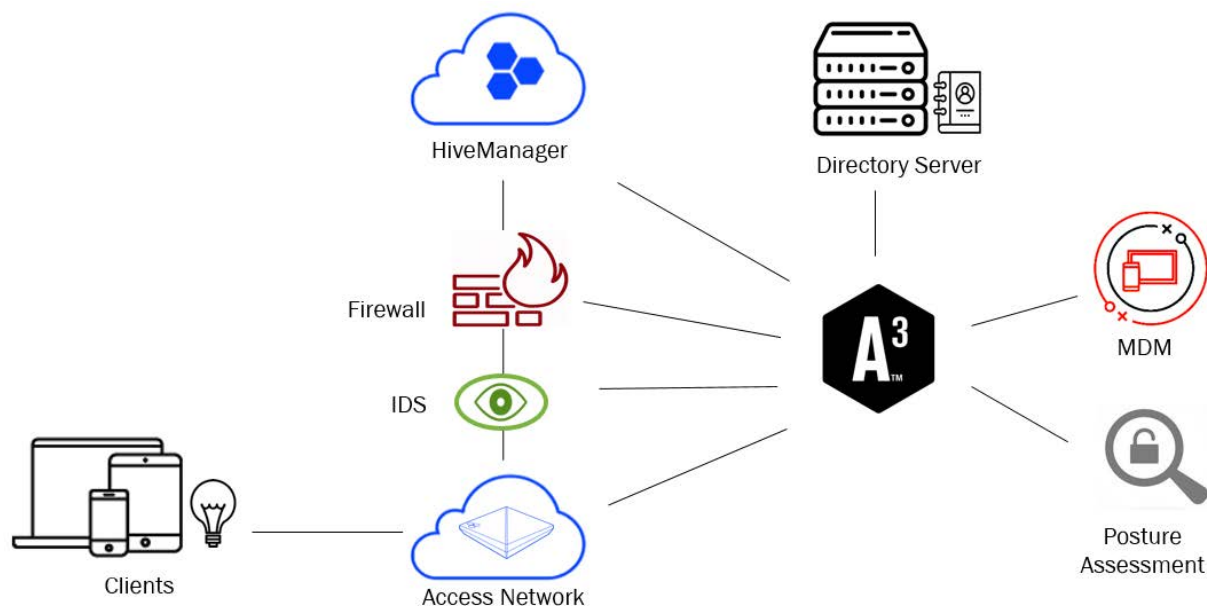 HiveManager
Directory Server
Firewall
A3
TM
MDM
IDS
Posture
Assessment
Clients
Access Network